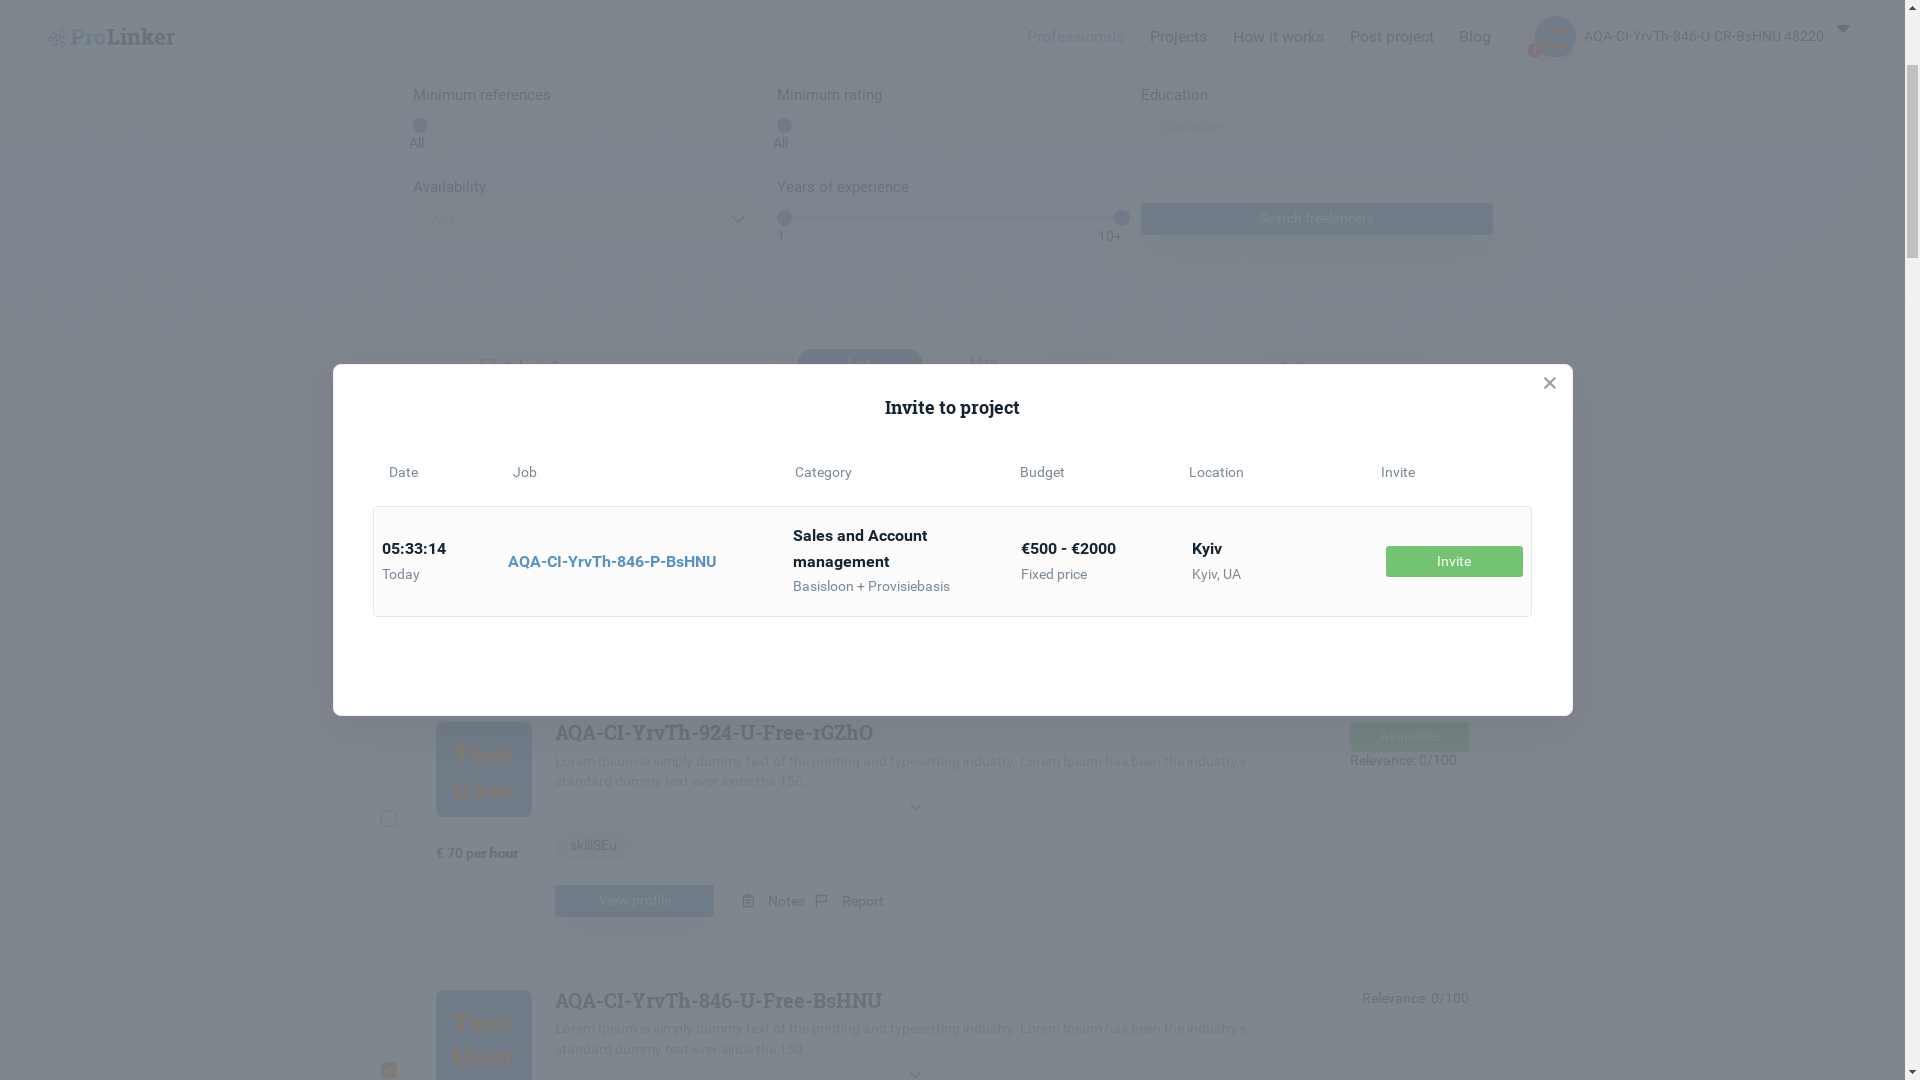 ProLinker
Professionals Projects How it works Post project Blog
1
AQA-CI-YrvTh-846-U-CR-BsHNU 48220
Minimum references Minimum rating Education
All All Education
Availability Years of experience
Any Search freelancers
1 10+
List Map
Invite to project
Date Job Category Budget Location Invite
05:33:14
Today
AQA-CI-YrvTh-846-P-BsHNU
Sales and Account
management
Basisloon + Provisiebasis
€500 - €2000
Fixed price
Kyiv
Kyiv, UA
Invite
Test
User
€ 70 per hour
AQA-CI-YrvTh-924-U-Free-rGZhO
Lorem Ipsum is simply dummy text of the printing and typesetting industry. Lorem Ipsum has been the industry's
standard dummy text ever since the 150...
Available
Relevance: 0/100
skillSEu
View profile Notes Report
Test
User
AQA-CI-YrvTh-846-U-Free-BsHNU
Relevance: 0/100
Lorem Ipsum is simply dummy text of the printing and typesetting industry. Lorem Ipsum has been the industry's
standard dummy text ever since the 150...